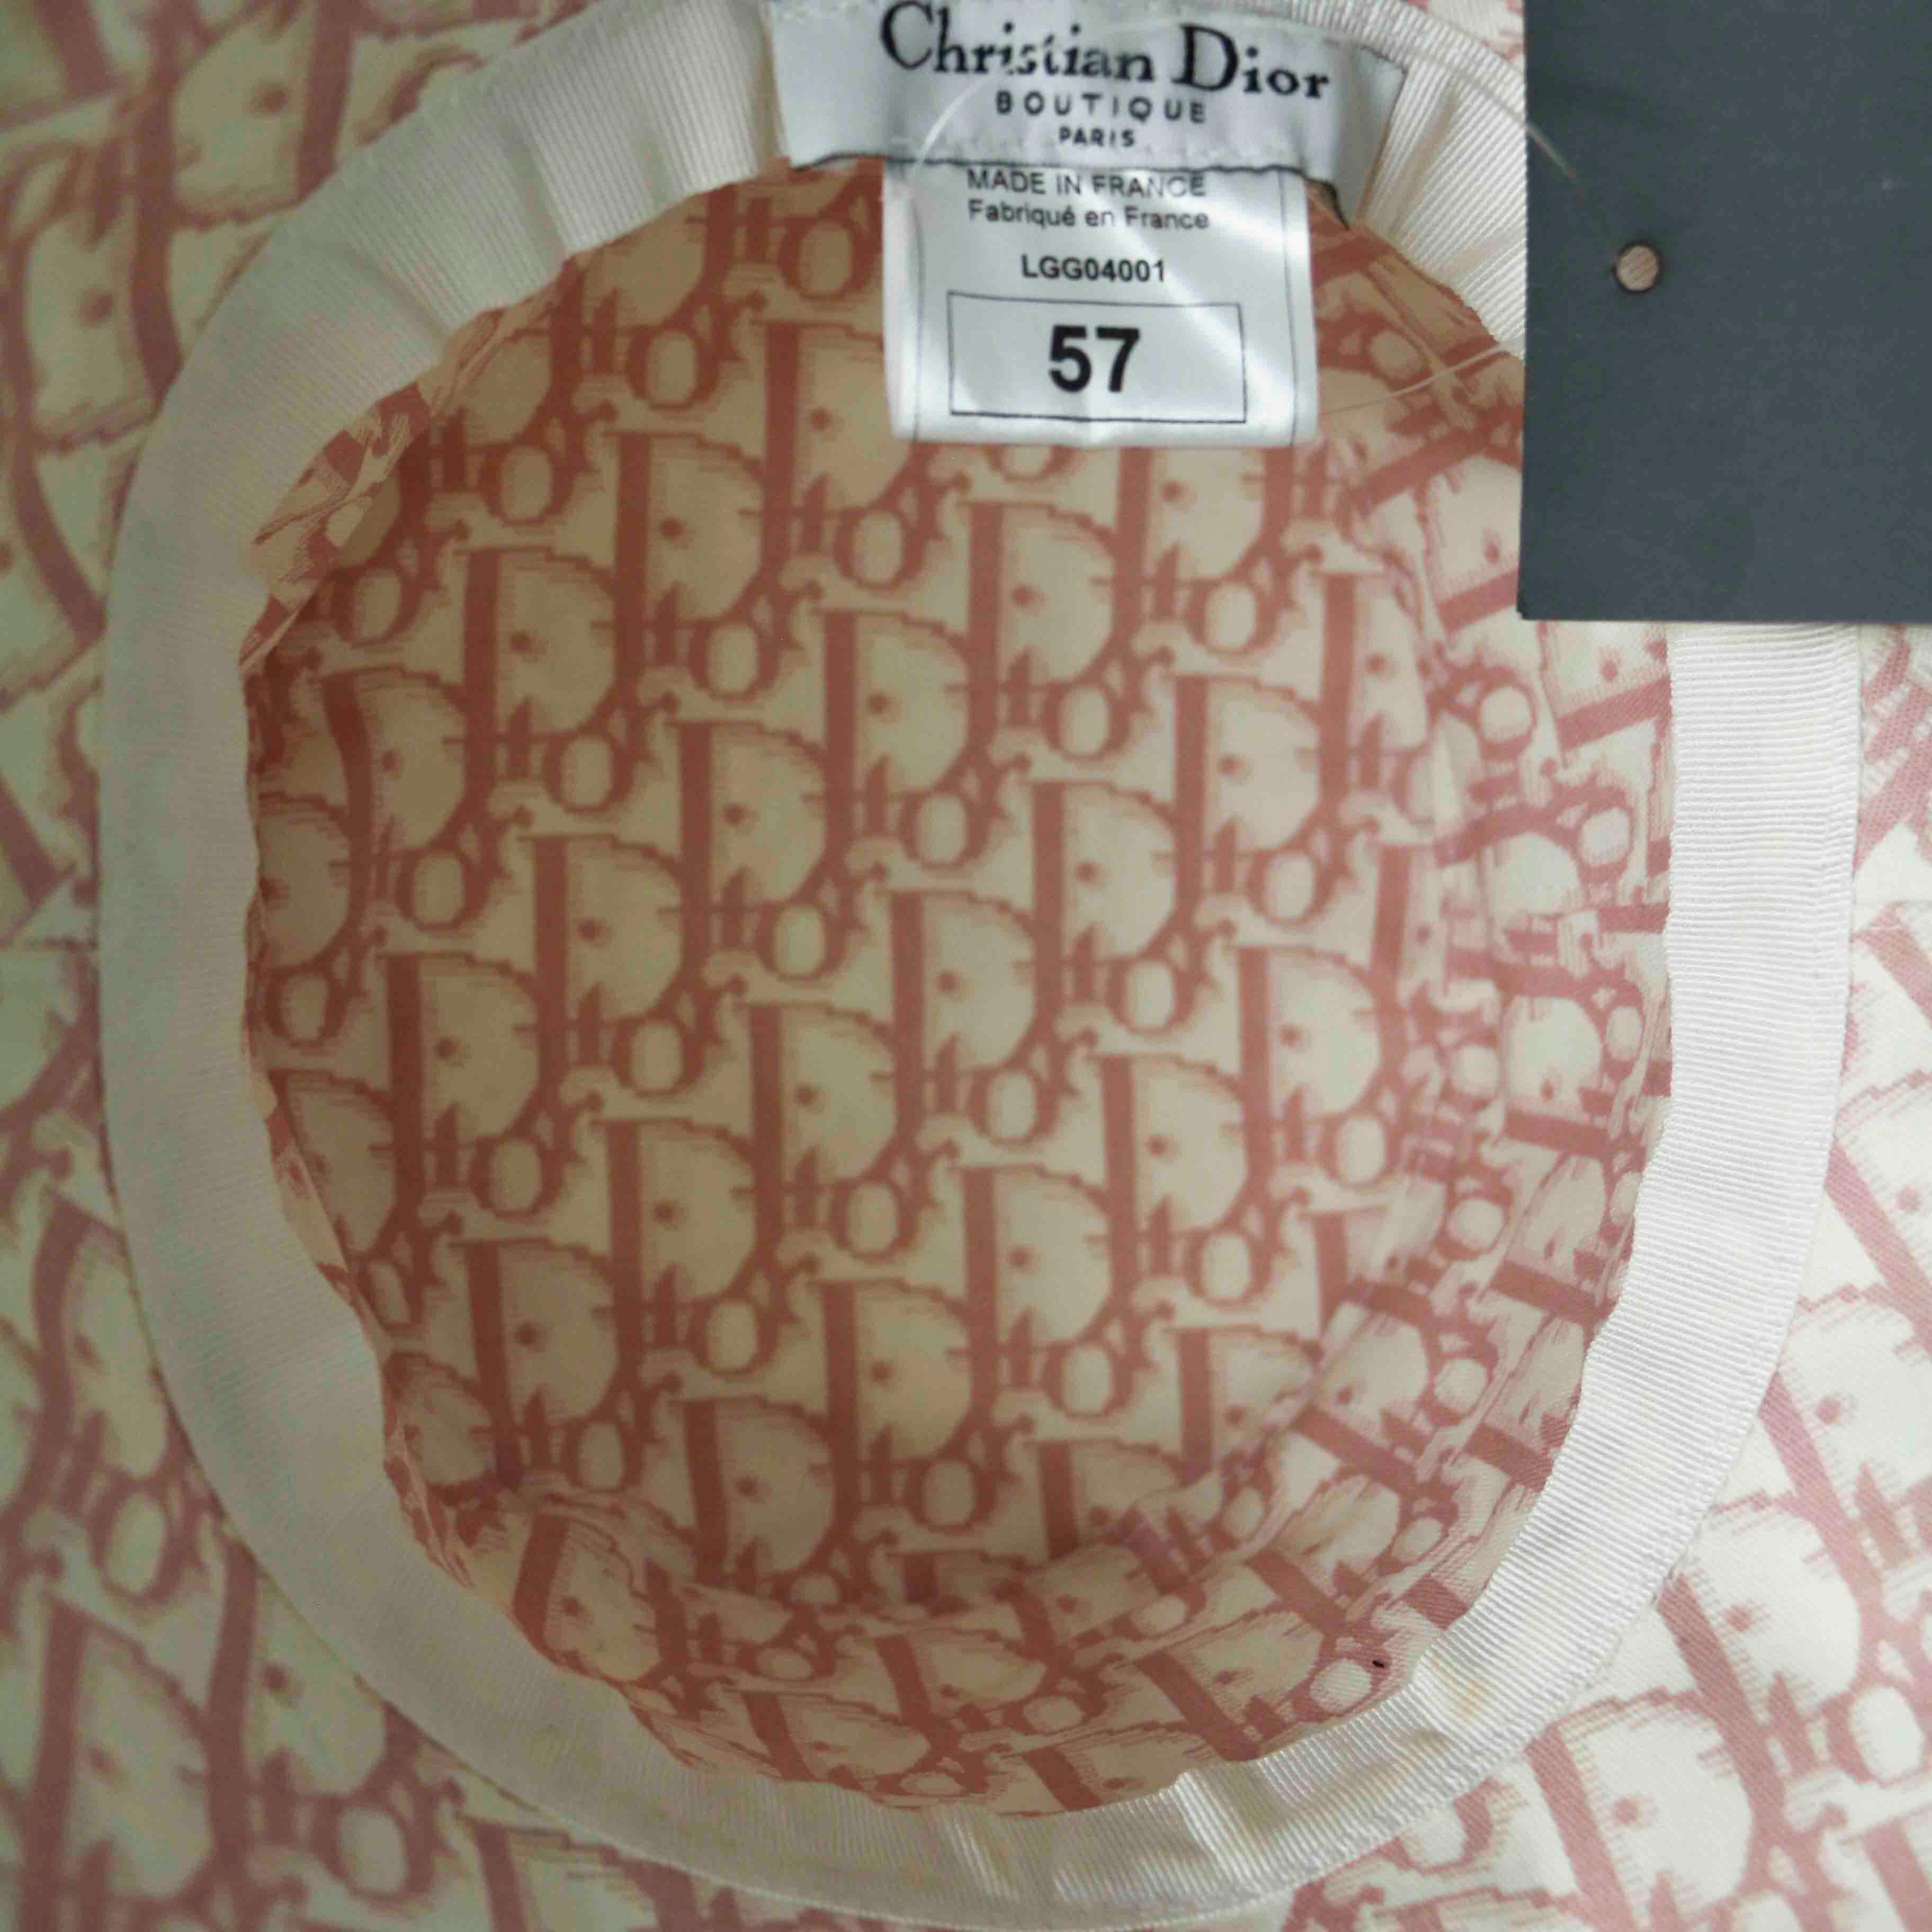 Christian Dior
BOUTIQUE
PARIS
MADE IN FRANCE
Fabriqué en France
LGG04001
57